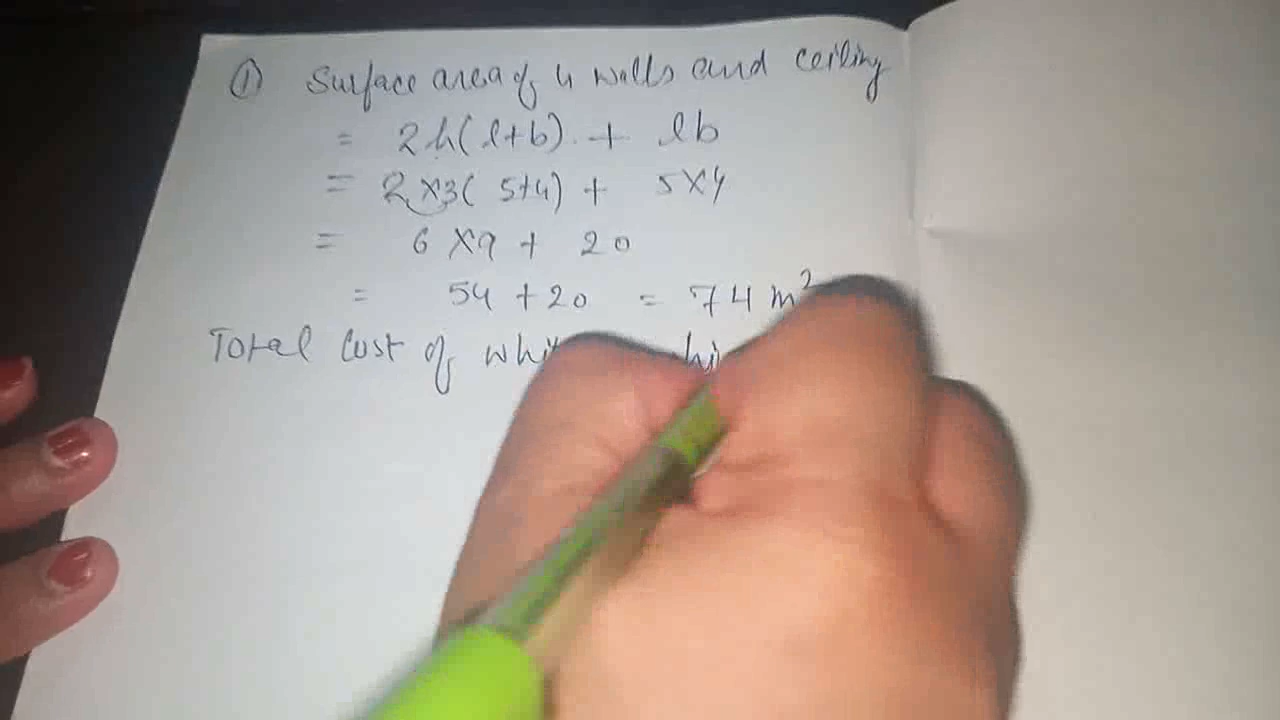 ① Surface area of 4 walls and ceiling
= 2h(l+b) + lb
= 2×3( 5+4) + 5×4
= 6×9 + 20
= 54 + 20 = 74 m²
Total Cost of